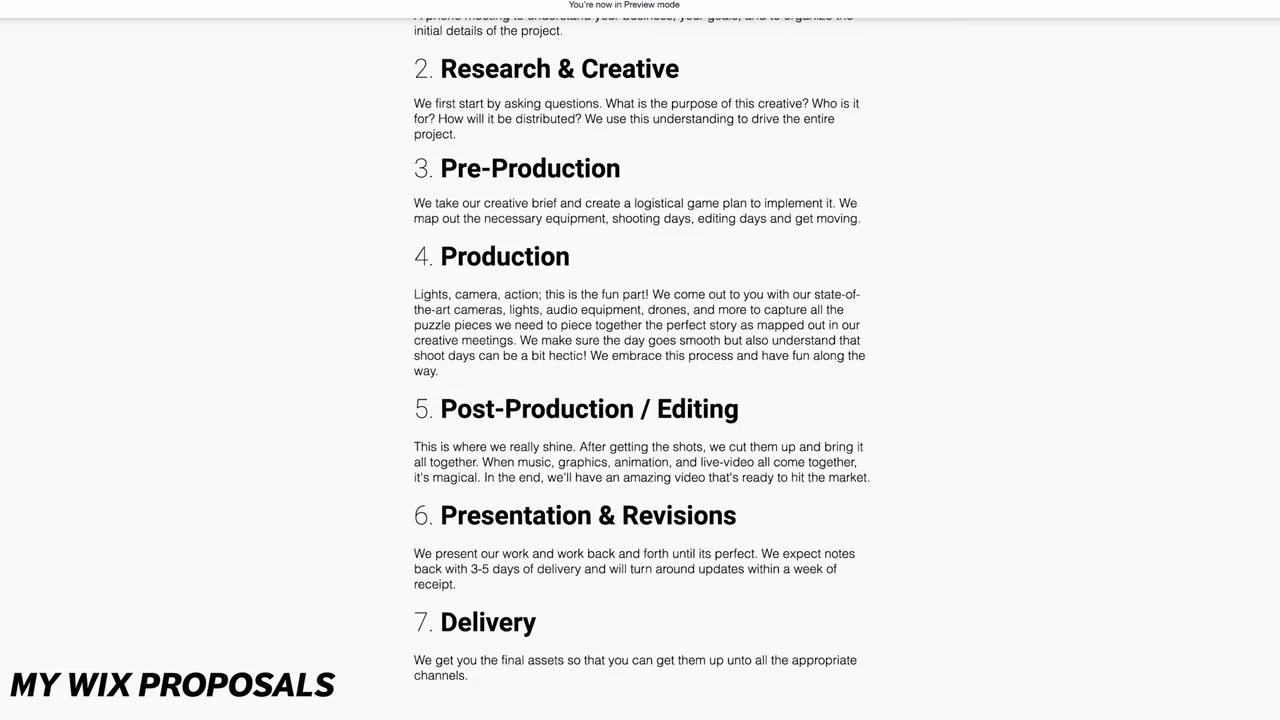 You're now in Preview mode
A phone meeting to understand your business, your goals, and to organize the
initial details of the project.
2. Research & Creative
We first start by asking questions. What is the purpose of this creative? Who is it
for? How will it be distributed? We use this understanding to drive the entire
project.
3. Pre-Production
We take our creative brief and create a logistical game plan to implement it. We
map out the necessary equipment, shooting days, editing days and get moving.
4. Production
Lights, camera, action; this is the fun part! We come out to you with our state-of-
the-art cameras, lights, audio equipment, drones, and more to capture all the
puzzle pieces we need to piece together the perfect story as mapped out in our
creative meetings. We make sure the day goes smooth but also understand that
shoot days can be a bit hectic! We embrace this process and have fun along the
way.
5. Post-Production / Editing
This is where we really shine. After getting the shots, we cut them up and bring it
all together. When music, graphics, animation, and live-video all come together,
it's magical. In the end, we'll have an amazing video that's ready to hit the market.
6. Presentation & Revisions
We present our work and work back and forth until its perfect. We expect notes
back with 3-5 days of delivery and will turn around updates within a week of
receipt.
7. Delivery
We get you the final assets so that you can get them up unto all the appropriate
channels.
MY WIX PROPOSALS